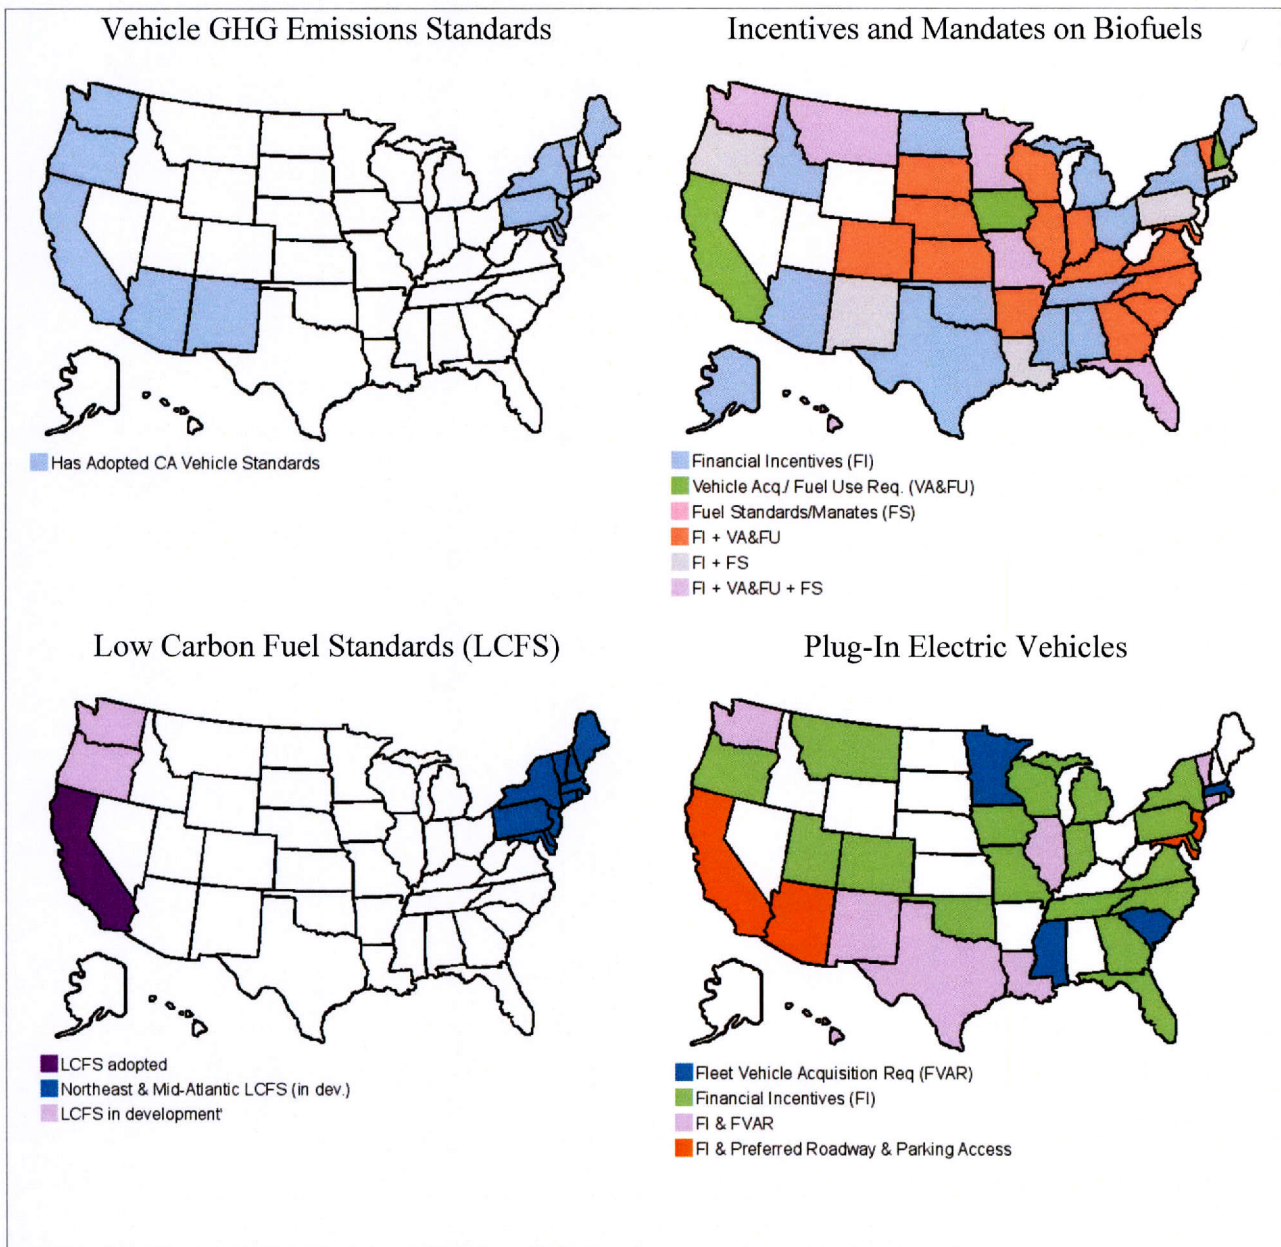 Vehicle GHG Emissions Standards
Incentives and Mandates on Biofuels
Has Adopted CA Vehicle Standards
Financial Incentives (FI)
Vehicle Acq./ Fuel Use Req. (VA&FU)
Fuel Standards/Manates (FS)
FI + VA&FU
FI + FS
FI + VA&FU + FS
Low Carbon Fuel Standards (LCFS)
Plug-In Electric Vehicles
LCFS adopted
Northeast & Mid-Atlantic LCFS (in dev.)
LCFS in development'
Fleet Vehicle Acquisition Req (FVAR)
Financial Incentives (FI)
FI & FVAR
FI & Preferred Roadway & Parking Access